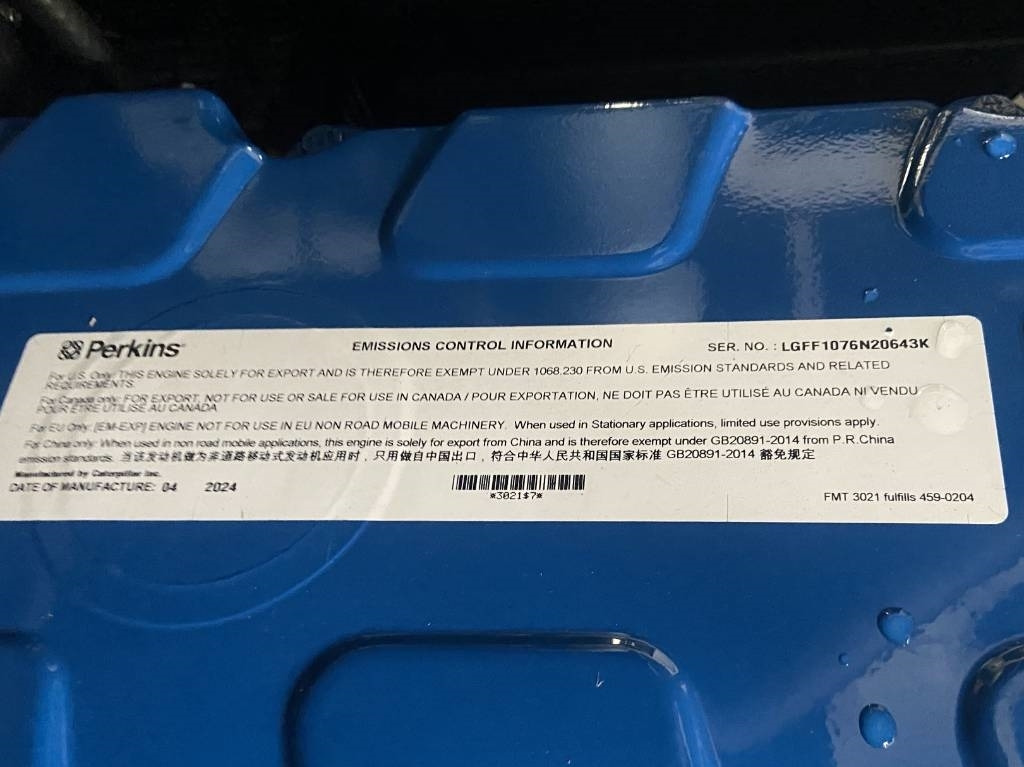 Perkins
EMISSIONS CONTROL INFORMATION
SER. NO. : LGFF1076N20643K
For U.S. Only: THIS ENGINE SOLELY FOR EXPORT AND IS THEREFORE EXEMPT UNDER 1068.230 FROM U.S. EMISSION STANDARDS AND RELATED
REQUIREMENTS.
For Canada only: FOR EXPORT, NOT FOR USE OR SALE FOR USE IN CANADA / POUR EXPORTATION, NE DOIT PAS ÊTRE UTILISÉ AU CANADA NI VENDU
POUR ÊTRE UTILISÉ AU CANADA
For EU Only: [EM-EXP] ENGINE NOT FOR USE IN EU NON ROAD MOBILE MACHINERY. When used in Stationary applications, limited use provisions apply.
For China only: When used in non road mobile applications, this engine is solely for export from China and is therefore exempt under GB20891-2014 from P.R.China
emission standards. 当该发动机做为非道路移动式发动机应用时，只用做自中国出口，符合中华人民共和国国家标准 GB20891-2014 豁免规定
Manufactured by Caterpillar Inc.
DATE OF MANUFACTURE: 04 2024
*3021$7*
FMT 3021 fulfills 459-0204